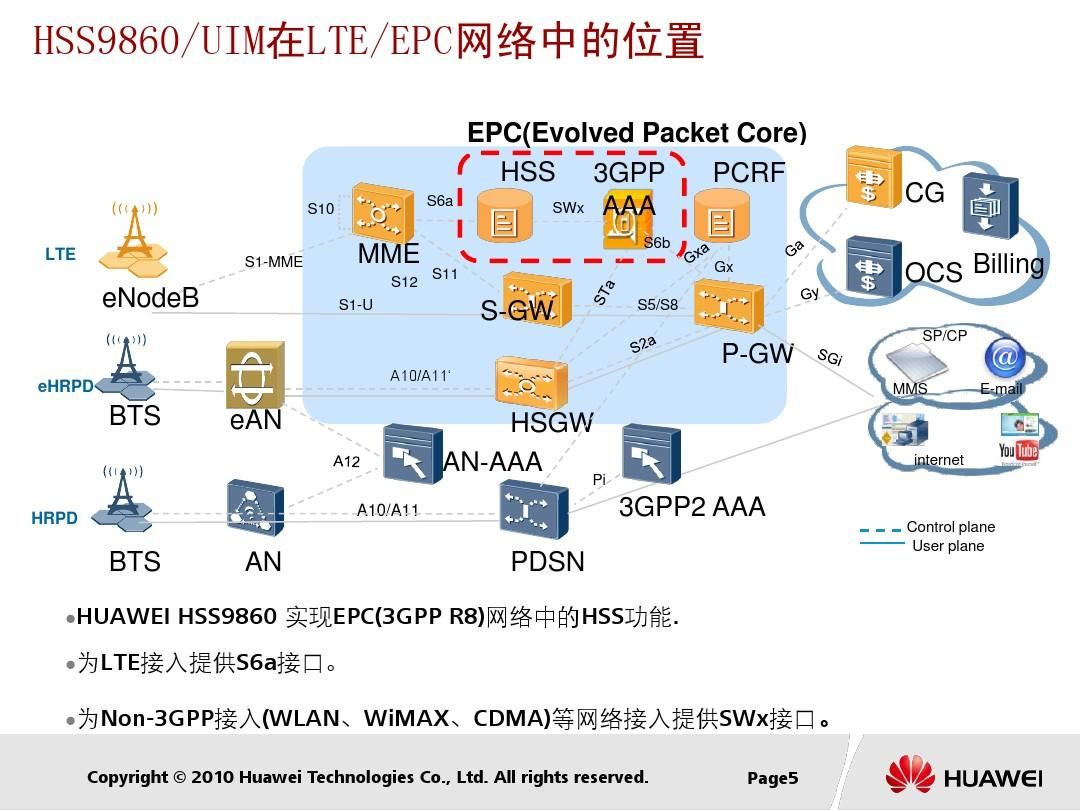 HSS9860/UIM在LTE/EPC网络中的位置
EPC(Evolved Packet Core)
HSS
3GPP
AAA
PCRF
CG
OCS
Billing
S10
S6a
SWx
S6b
Gxa
Gx
Ga
Gy
LTE
eNodeB
S1-MME
MME
S12
S11
S1-U
S-GW
STa
S5/S8
P-GW
S2a
SGi
SP/CP
MMS
E-mail
@
internet
You Tube
eHRPD
BTS
eAN
A10/A11‘
HSGW
A12
AN-AAA
Pi
3GPP2 AAA
HRPD
BTS
AN
A10/A11
PDSN
Control plane
User plane
●HUAWEI HSS9860 实现EPC(3GPP R8)网络中的HSS功能.
●为LTE接入提供S6a接口。
●为Non-3GPP接入(WLAN、WiMAX、CDMA)等网络接入提供SWx接口。
Copyright © 2010 Huawei Technologies Co., Ltd. All rights reserved.
Page5
HUAWEI